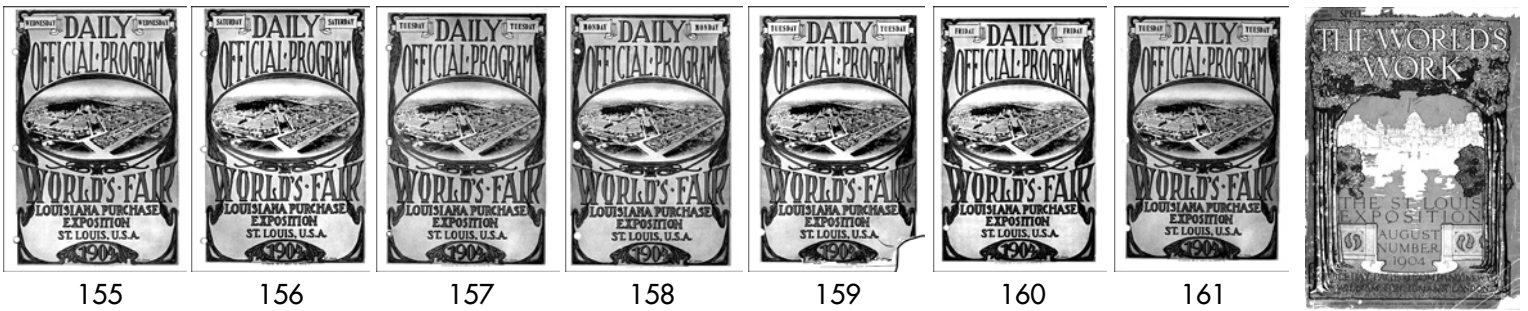 WEDNESDAY DAILY WEDNESDAY
OFFICIAL·PROGRAM
WORLD'S·FAIR
LOUISIANA PURCHASE
EXPOSITION
ST. LOUIS, U.S.A.
1904
155
SATURDAY DAILY SATURDAY
OFFICIAL·PROGRAM
WORLD'S·FAIR
LOUISIANA PURCHASE
EXPOSITION
ST. LOUIS, U.S.A.
1904
156
TUESDAY DAILY TUESDAY
OFFICIAL·PROGRAM
WORLD'S·FAIR
LOUISIANA PURCHASE
EXPOSITION
ST. LOUIS, U.S.A.
1904
157
MONDAY DAILY MONDAY
OFFICIAL·PROGRAM
WORLD'S·FAIR
LOUISIANA PURCHASE
EXPOSITION
ST. LOUIS, U.S.A.
1904
158
TUESDAY DAILY TUESDAY
OFFICIAL·PROGRAM
WORLD'S·FAIR
LOUISIANA PURCHASE
EXPOSITION
ST. LOUIS, U.S.A.
1904
159
FRIDAY DAILY FRIDAY
OFFICIAL·PROGRAM
WORLD'S·FAIR
LOUISIANA PURCHASE
EXPOSITION
ST. LOUIS, U.S.A.
1904
160
TUESDAY DAILY TUESDAY
OFFICIAL·PROGRAM
WORLD'S·FAIR
LOUISIANA PURCHASE
EXPOSITION
ST. LOUIS, U.S.A.
1904
161
THE WORLD'S
WORK
THE ST. LOUIS
EXPOSITION
AUGUST
NUMBER
1904